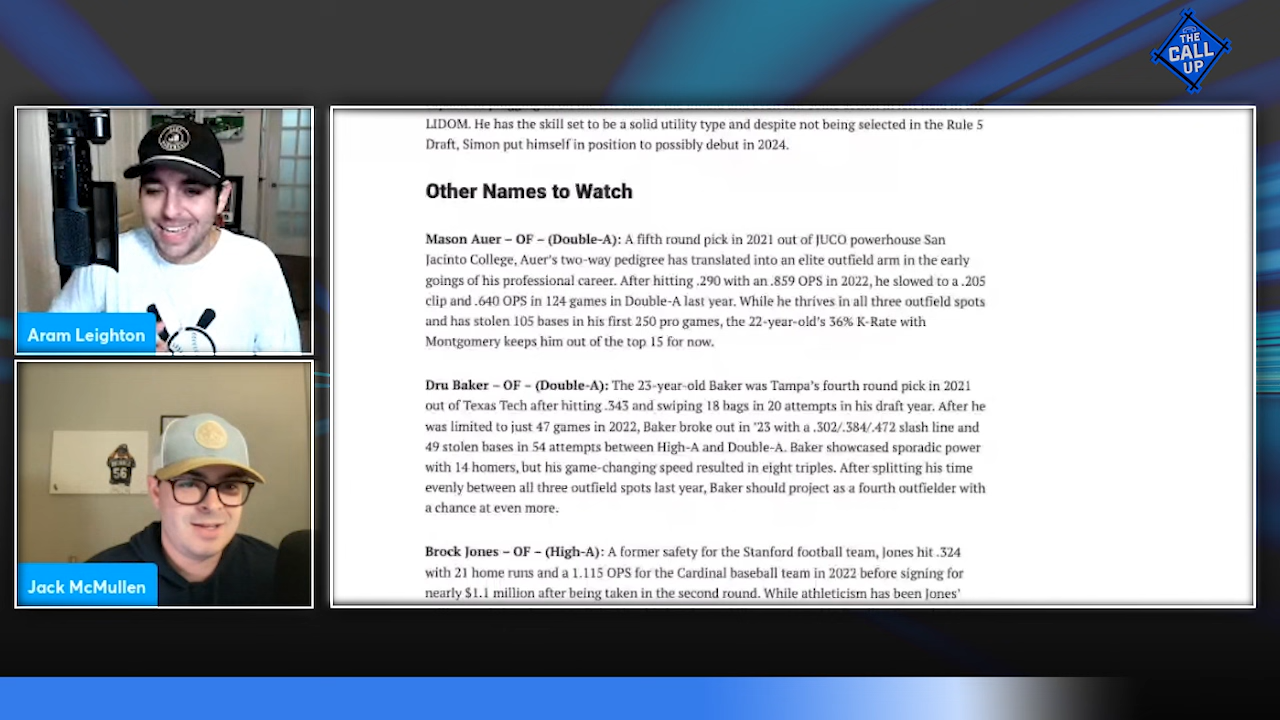 THE
CALL
UP
LIDOM. He has the skill set to be a solid utility type and despite not being selected in the Rule 5
Draft, Simon put himself in position to possibly debut in 2024.
Other Names to Watch
Mason Auer – OF – (Double-A): A fifth round pick in 2021 out of JUCO powerhouse San
Jacinto College, Auer's two-way pedigree has translated into an elite outfield arm in the early
goings of his professional career. After hitting .290 with an .859 OPS in 2022, he slowed to a .205
clip and .640 OPS in 124 games in Double-A last year. While he thrives in all three outfield spots
and has stolen 105 bases in his first 250 pro games, the 22-year-old's 36% K-Rate with
Montgomery keeps him out of the top 15 for now.
Dru Baker – OF – (Double-A): The 23-year-old Baker was Tampa's fourth round pick in 2021
out of Texas Tech after hitting .343 and swiping 18 bags in 20 attempts in his draft year. After he
was limited to just 47 games in 2022, Baker broke out in '23 with a .302/.384/.472 slash line and
49 stolen bases in 54 attempts between High-A and Double-A. Baker showcased sporadic power
with 14 homers, but his game-changing speed resulted in eight triples. After splitting his time
evenly between all three outfield spots last year, Baker should project as a fourth outfielder with
a chance at even more.
Brock Jones – OF – (High-A): A former safety for the Stanford football team, Jones hit .324
with 21 home runs and a 1.115 OPS for the Cardinal baseball team in 2022 before signing for
nearly $1.1 million after being taken in the second round. While athleticism has been Jones'
Aram Leighton
56
Jack McMullen